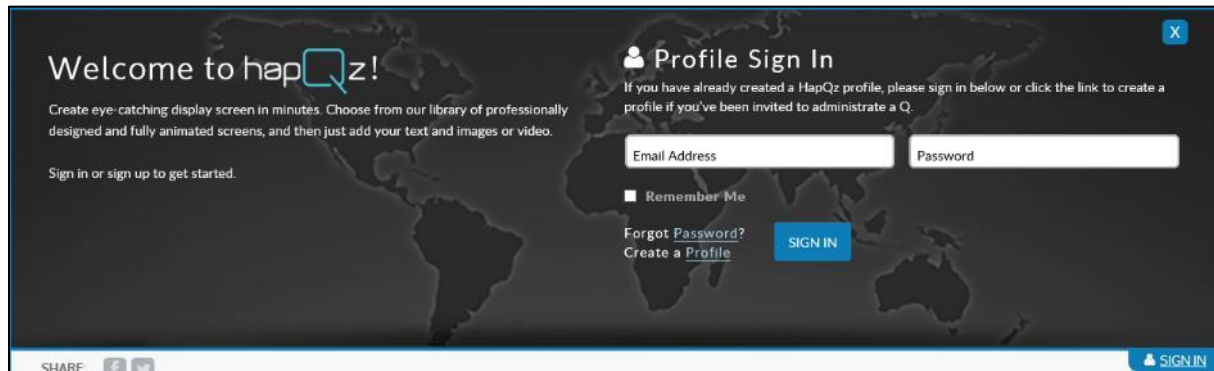 Welcome to hapQz!
Create eye-catching display screen in minutes. Choose from our library of professionally
designed and fully animated screens, and then just add your text and images or video.
Sign in or sign up to get started.
X
Profile Sign In
If you have already created a HapQz profile, please sign in below or click the link to create a
profile if you've been invited to administrate a Q.
Email Address
Password
Remember Me
Forgot Password?
Create a Profile
SIGN IN
SHARE:
SIGN IN